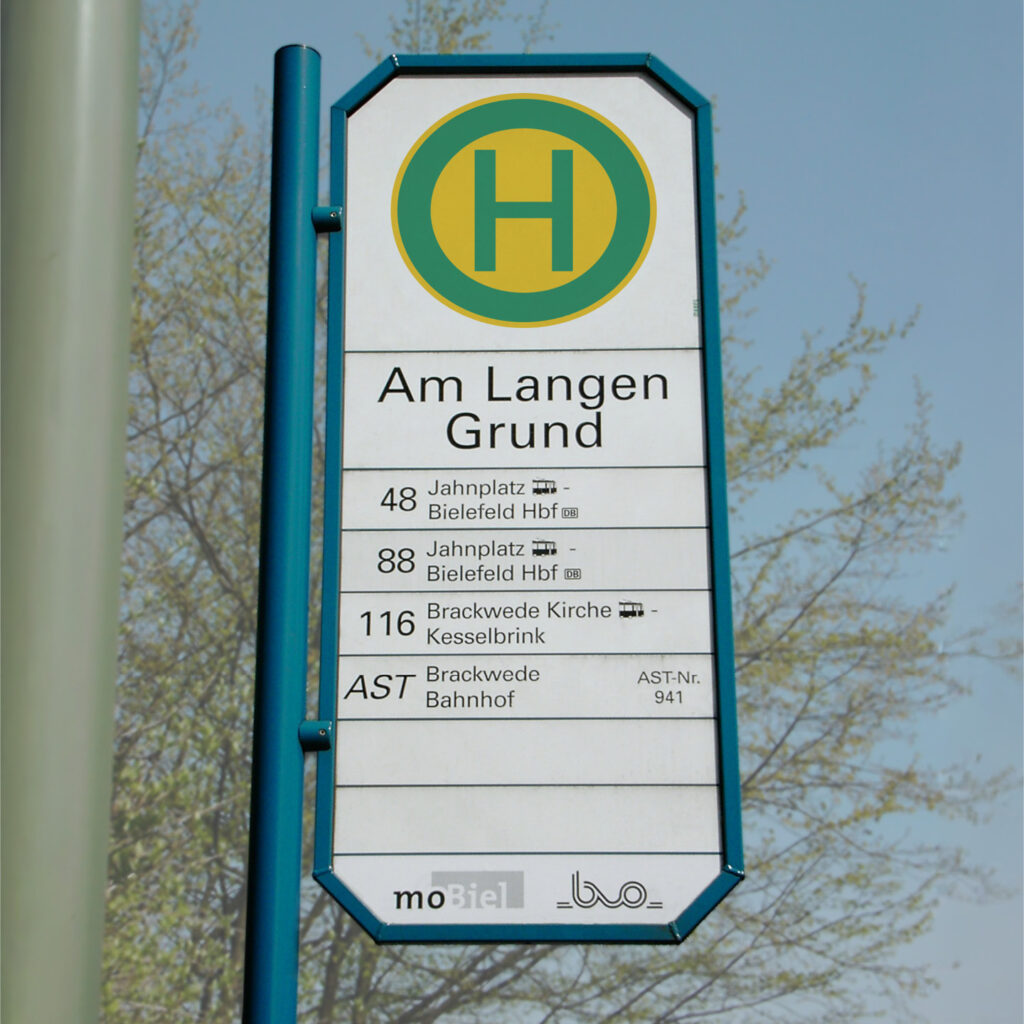 H
Am Langen
Grund
48 Jahnplatz -
Bielefeld Hbf DB
88 Jahnplatz -
Bielefeld Hbf DB
116 Brackwede Kirche -
Kesselbrink
AST Brackwede
Bahnhof
AST-Nr.
941
moBiel
bvo